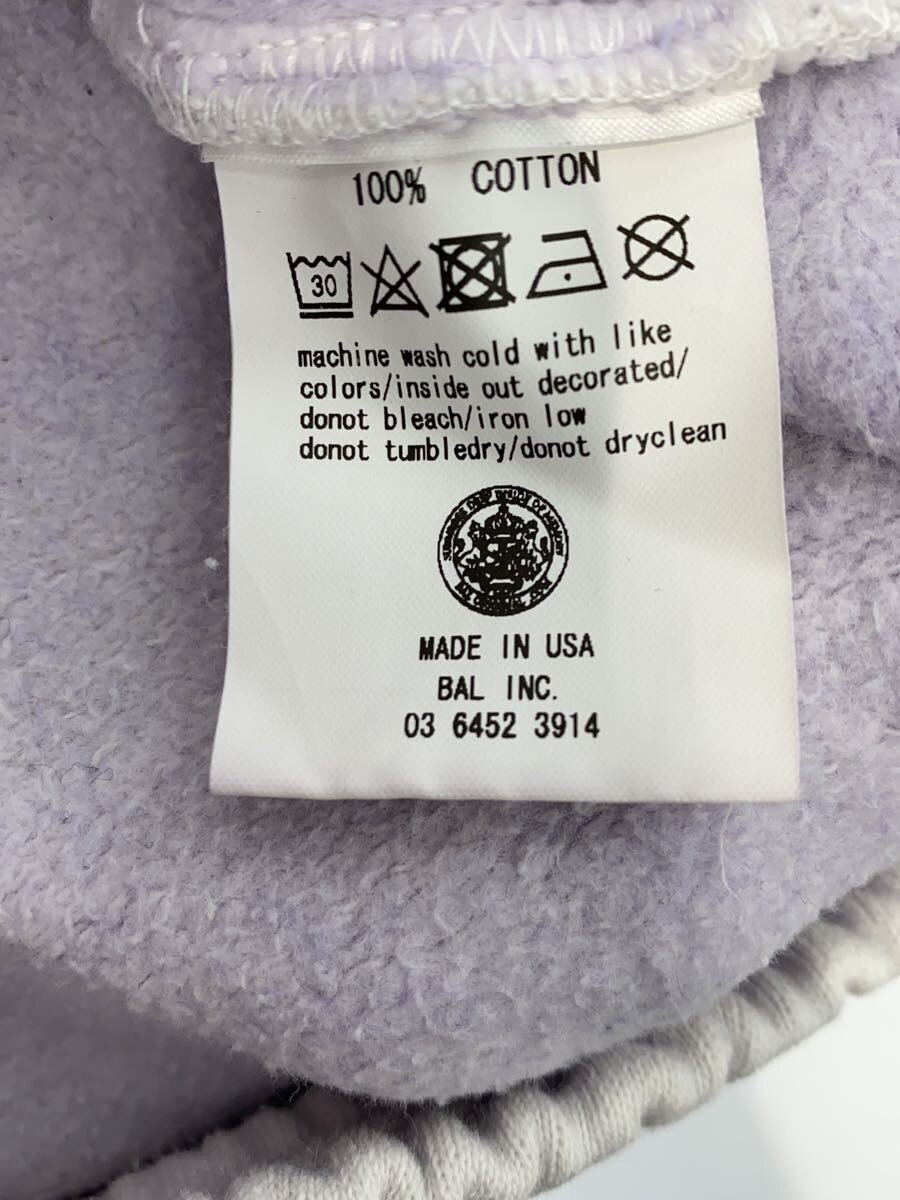 100% COTTON
30
machine wash cold with like
colors/inside out decorated/
donot bleach/iron low
donot tumbledry/donot dryclean
MADE IN USA
BAL INC.
03 6452 3914